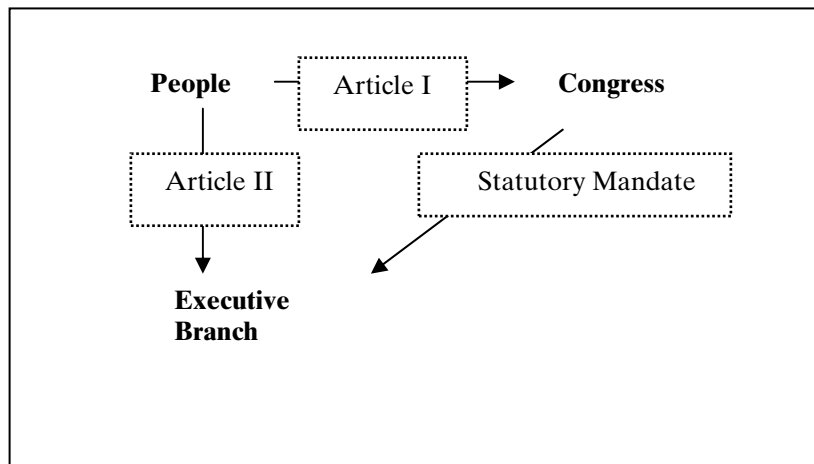 People Article I Congress
Article II Statutory Mandate
Executive
Branch